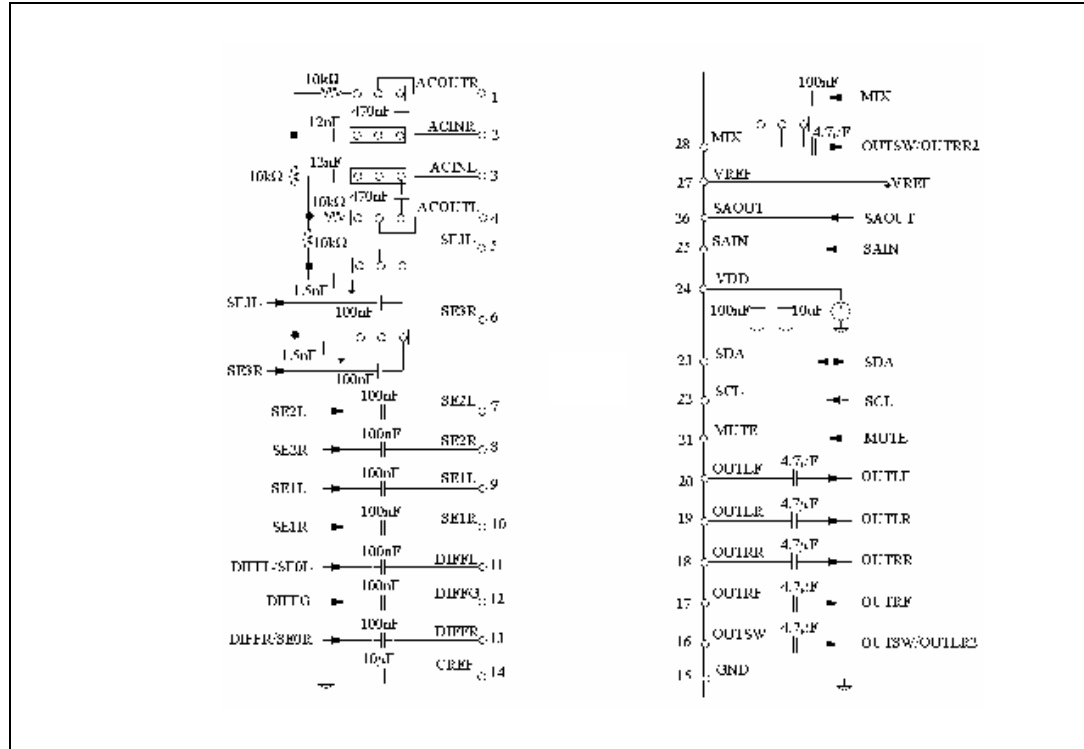 10kΩ
ACOUTR
1
470nF
12nF
ACINR
2
12nF
ACINL
3
10kΩ
470nF
10kΩ
ACOUTL
4
10kΩ
SE3L
5
1.5nF
SE3L
100nF
SE3R
6
1.5nF
SE3R
100nF
100nF
SE2L
SE2L
7
100nF
SE2R
8
100nF
SE1L
SE1L
9
100nF
SE1R
SE1R
10
100nF
DIFFL/SE0L
DIFFL
11
100nF
DIFFG
DIFFG
12
100nF
DIFFR/SE0R
DIFFR
13
10µF
CREF
14
100nF
MIX
28
MIX
4.7µF
OUTSW/OUTRR2
27
VREF
VREF
26
SAOUT
SAOUT
25
SAIN
SAIN
24
VDD
100nF
10uF
SDA
SDA
SCL
SCL
MUTE
MUTE
20
OUTLF
4.7µF
OUTLF
19
OUTLR
4.7µF
OUTLR
18
OUTRR
4.7µF
OUTRR
17
OUTRF
4.7µF
OUTRF
16
OUTSW
4.7µF
OUTSW/OUTLR2
15
GND